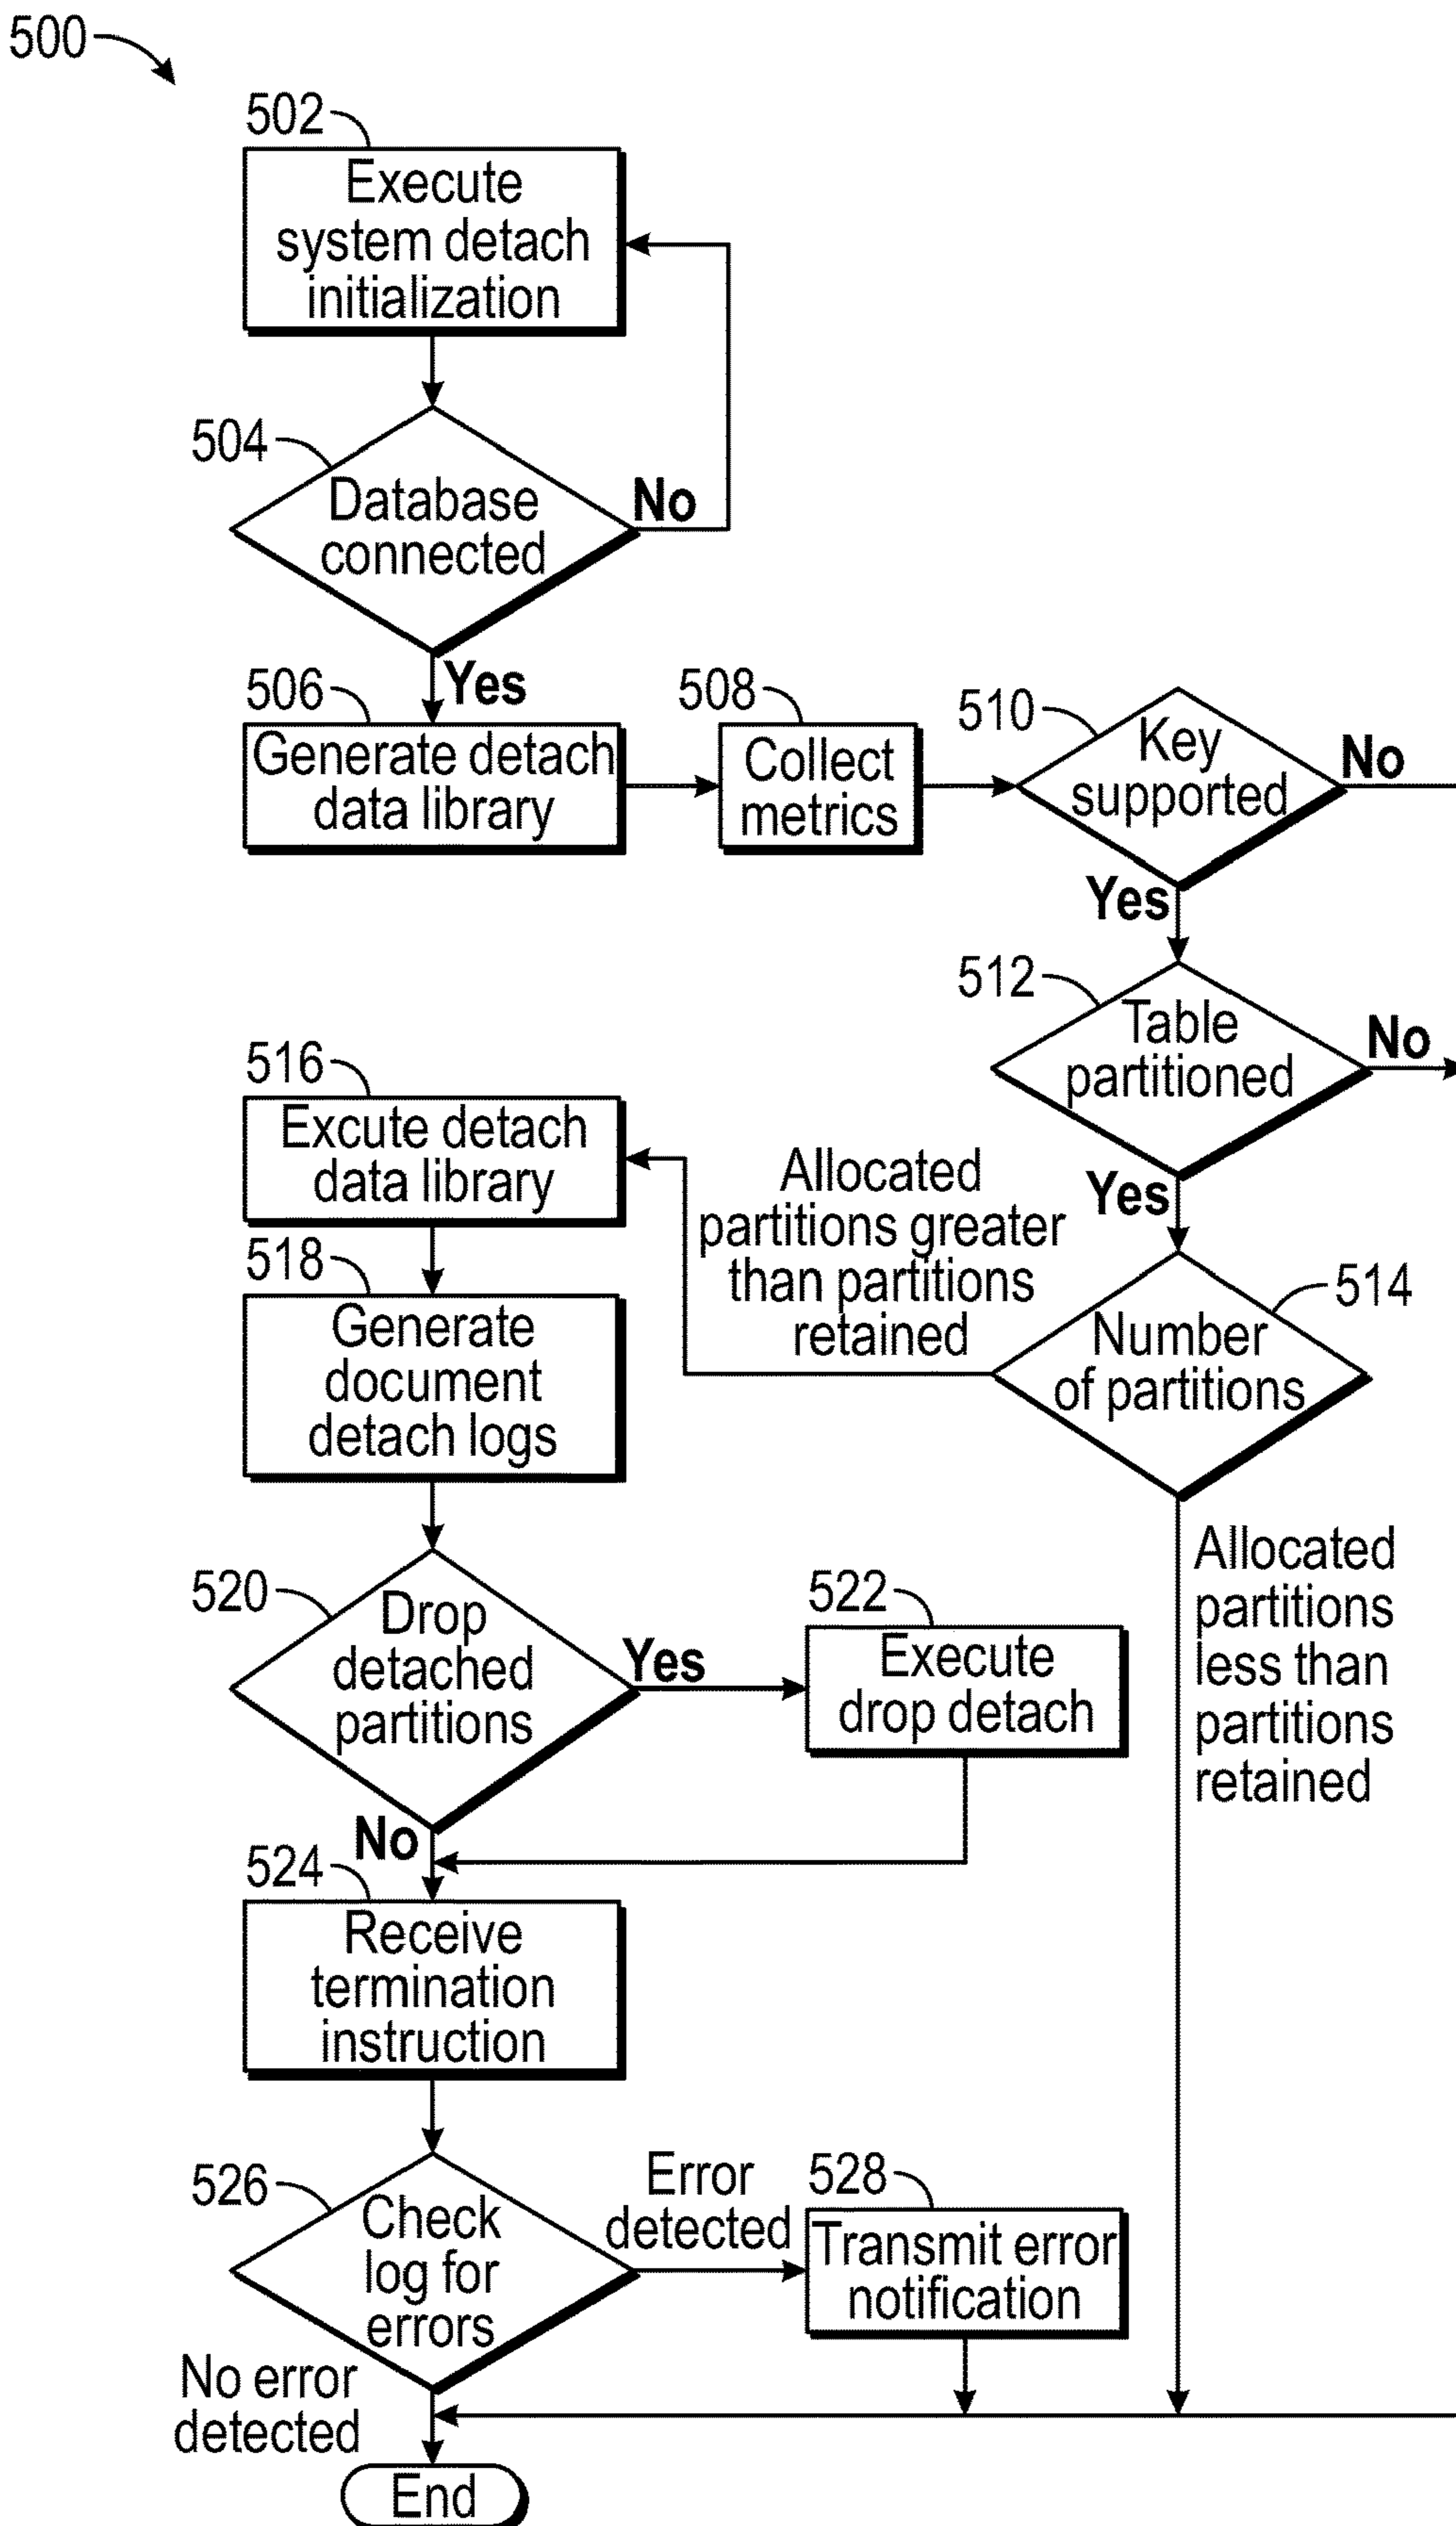 500
502
Execute
system detach
initialization
504
Database
connected
No
Yes
506
Generate detach
data library
508
Collect
metrics
510
Key
supported
No
Yes
512
Table
partitioned
No
Yes
514
Number
of partitions
Allocated
partitions greater
than partitions
retained
Allocated
partitions
less than
partitions
retained
516
Excute detach
data library
518
Generate
document
detach logs
520
Drop
detached
partitions
Yes
522
Execute
drop detach
No
524
Receive
termination
instruction
526
Check
log for
errors
Error
detected
528
Transmit error
notification
No error
detected
End